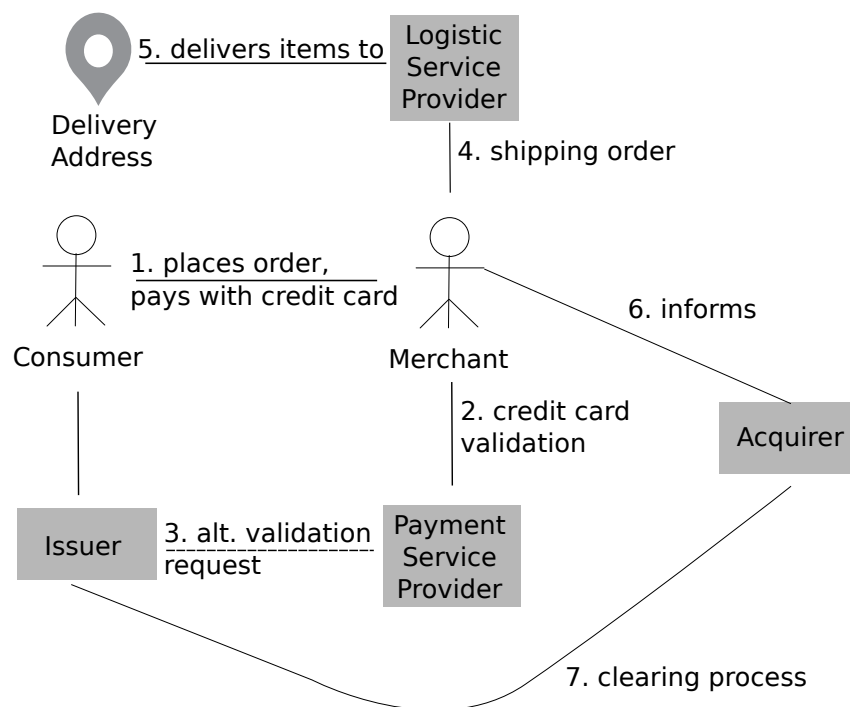 5. delivers items to
Logistic
Service
Provider
Delivery
Address
4. shipping order
1. places order,
pays with credit card
6. informs
Consumer
Merchant
2. credit card
validation
Acquirer
Issuer
3. alt. validation
request
Payment
Service
Provider
7. clearing process